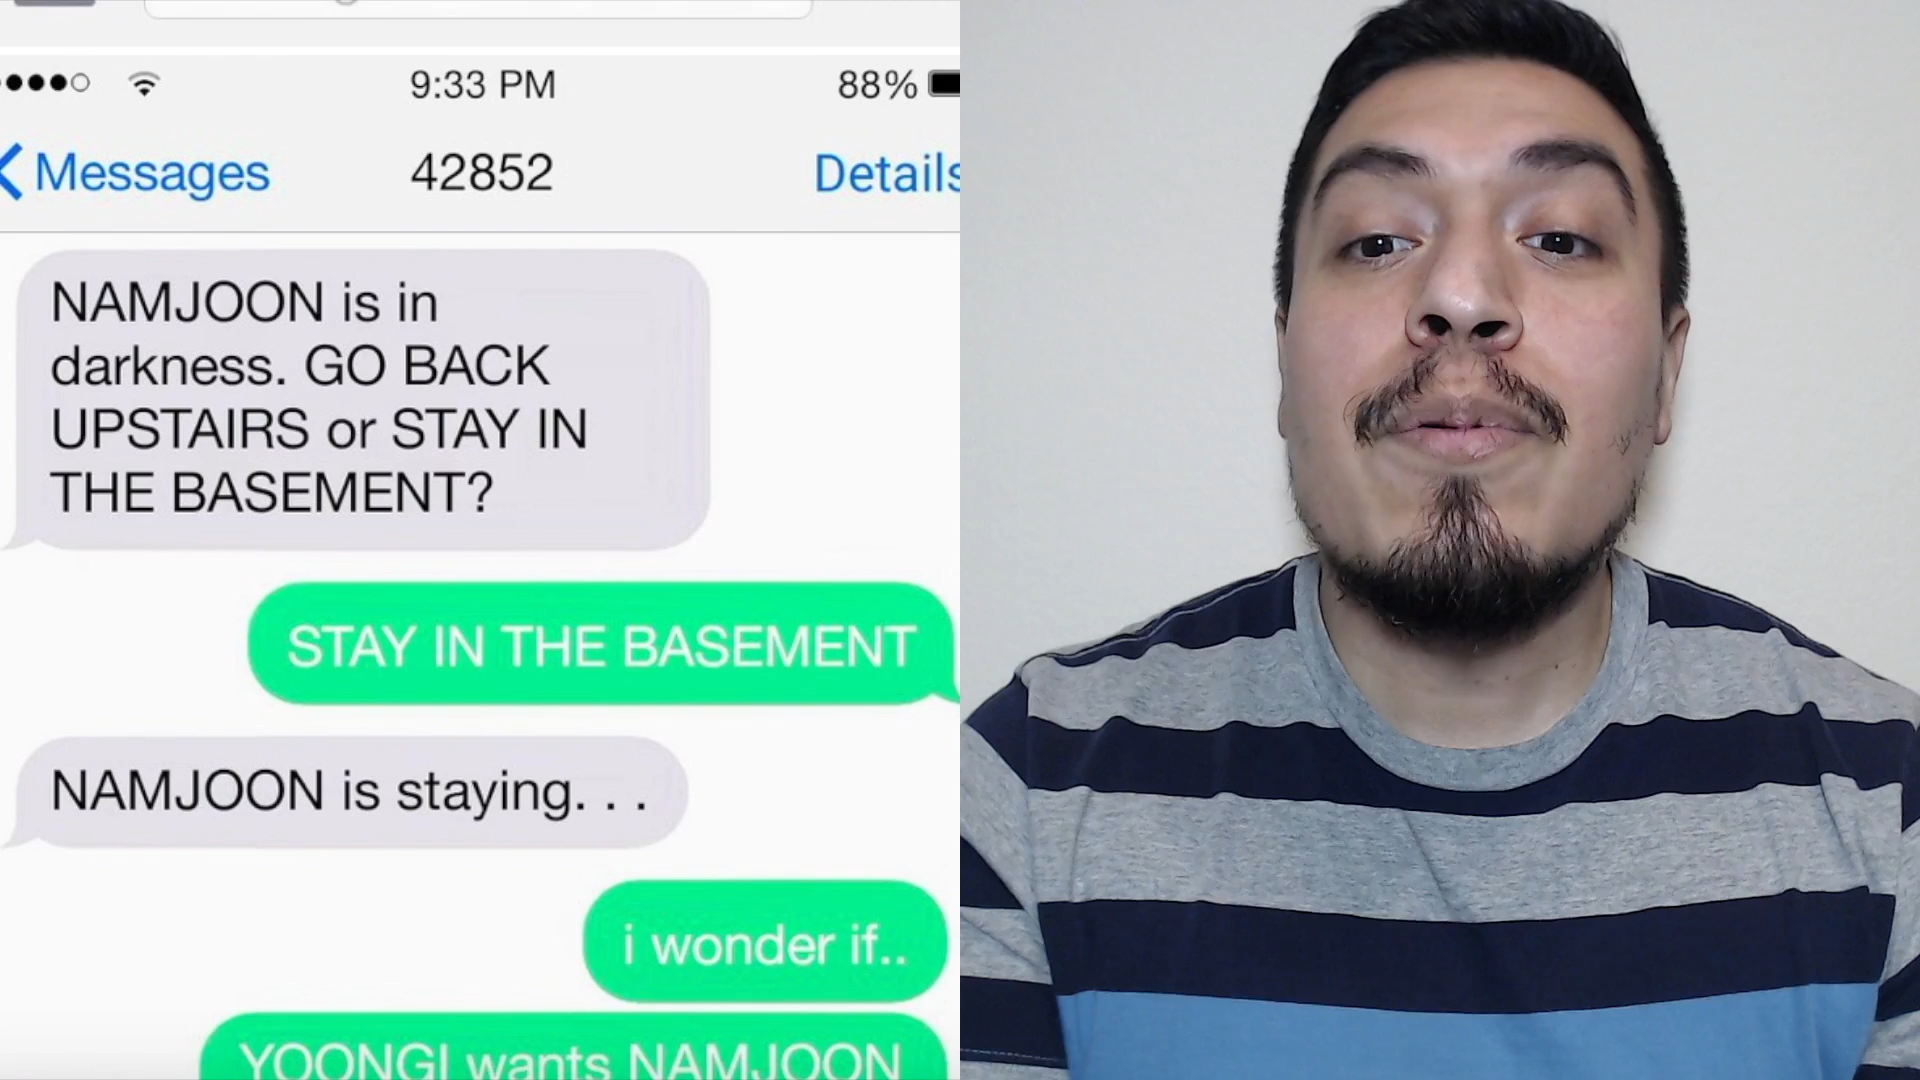 9:33 PM 88%
Messages 42852 Details
NAMJOON is in
darkness. GO BACK
UPSTAIRS or STAY IN
THE BASEMENT?
STAY IN THE BASEMENT
NAMJOON is staying. . .
i wonder if..
YOONGI wants NAMJOON